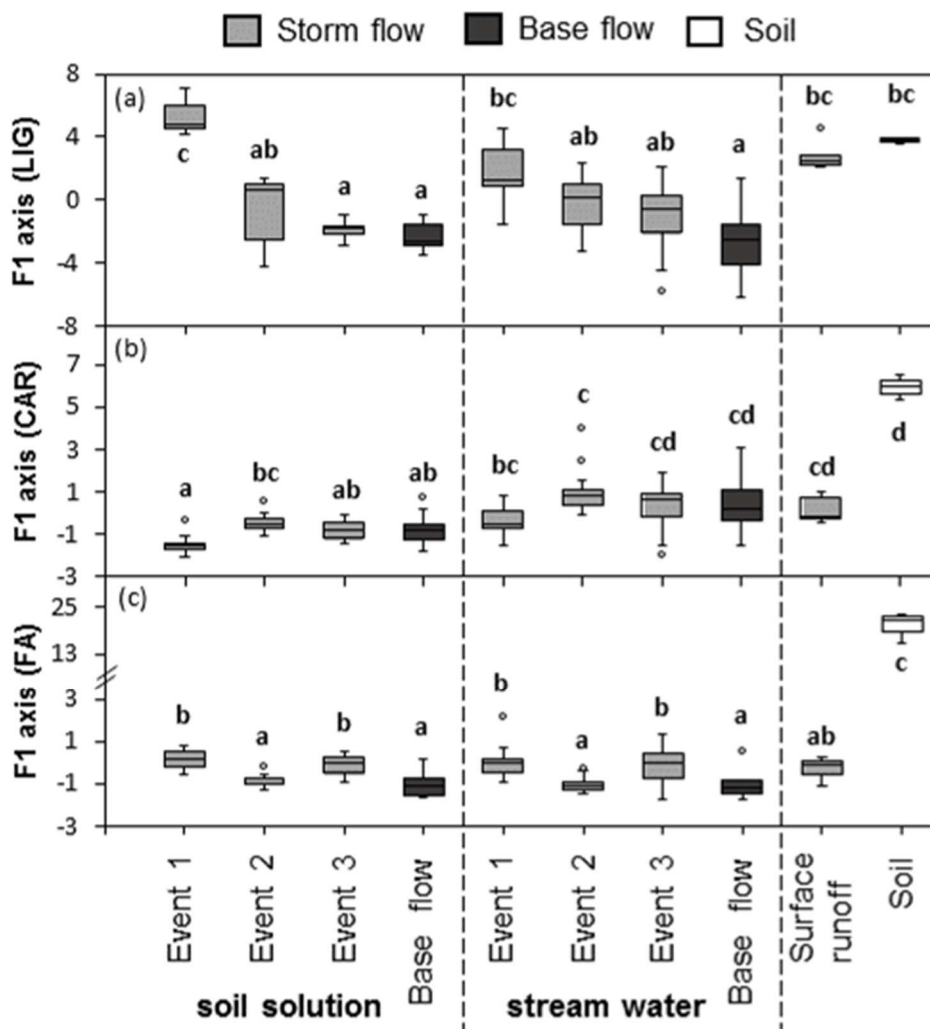 Storm flow Base flow Soil
F1 axis (LIG)
8
4
0
-4
-8
(a)
c
ab
a
a
bc
ab
ab
a
bc
bc
F1 axis (CAR)
7
5
3
1
-1
-3
(b)
a
bc
ab
ab
bc
c
cd
cd
cd
d
F1 axis (FA)
25
13
3
1
-1
-3
(c)
b
a
b
a
b
a
b
a
ab
c
Event 1
Event 2
Event 3
Base flow
Event 1
Event 2
Event 3
Base flow
Surface
runoff
Soil
soil solution
stream water